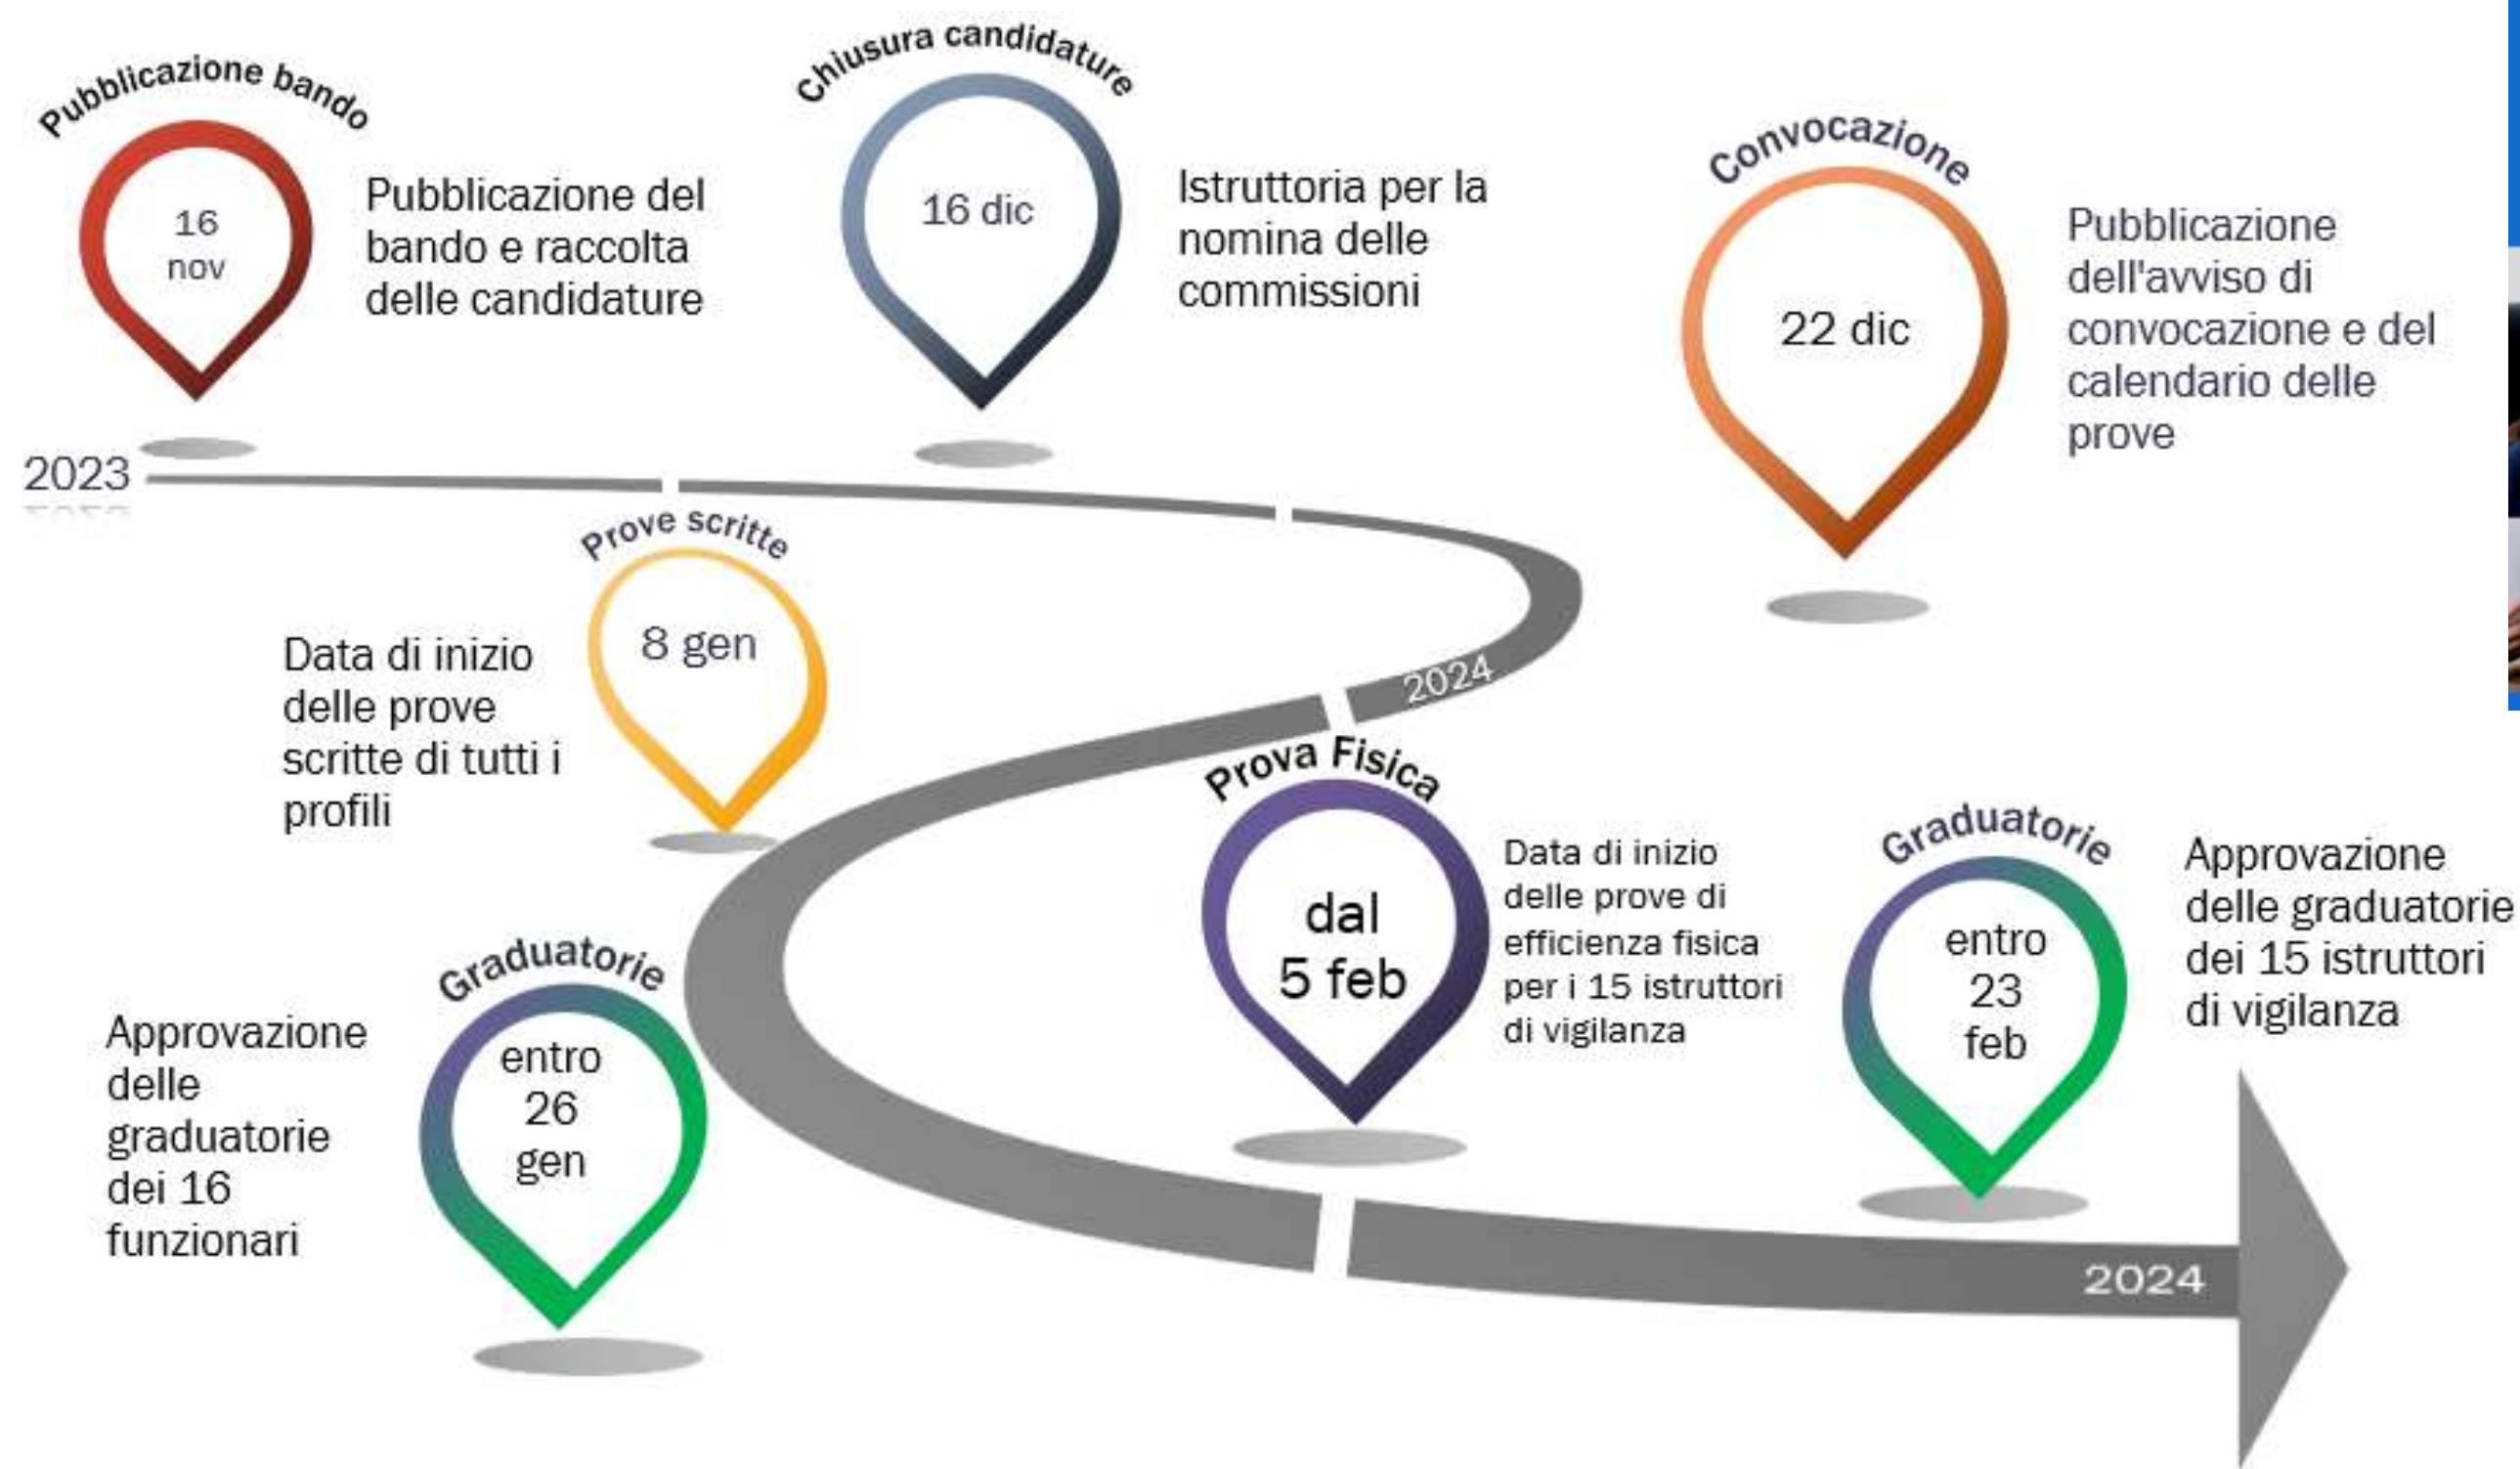 Pubblicazione bando
16
nov
Pubblicazione del
bando e raccolta
delle candidature
Chiusura candidature
16 dic
Istruttoria per la
nomina delle
commissioni
Convocazione
22 dic
Pubblicazione
dell'avviso di
convocazione e del
calendario delle
prove
2023
Prove scritte
8 gen
Data di inizio
delle prove
scritte di tutti i
profili
2024
Graduatorie
entro
26
gen
Approvazione
delle
graduatorie
dei 16
funzionari
Prova Fisica
dal
5 feb
Data di inizio
delle prove di
efficienza fisica
per i 15 istruttori
di vigilanza
Graduatorie
entro
23
feb
Approvazione
delle graduatorie
dei 15 istruttori
di vigilanza
2024